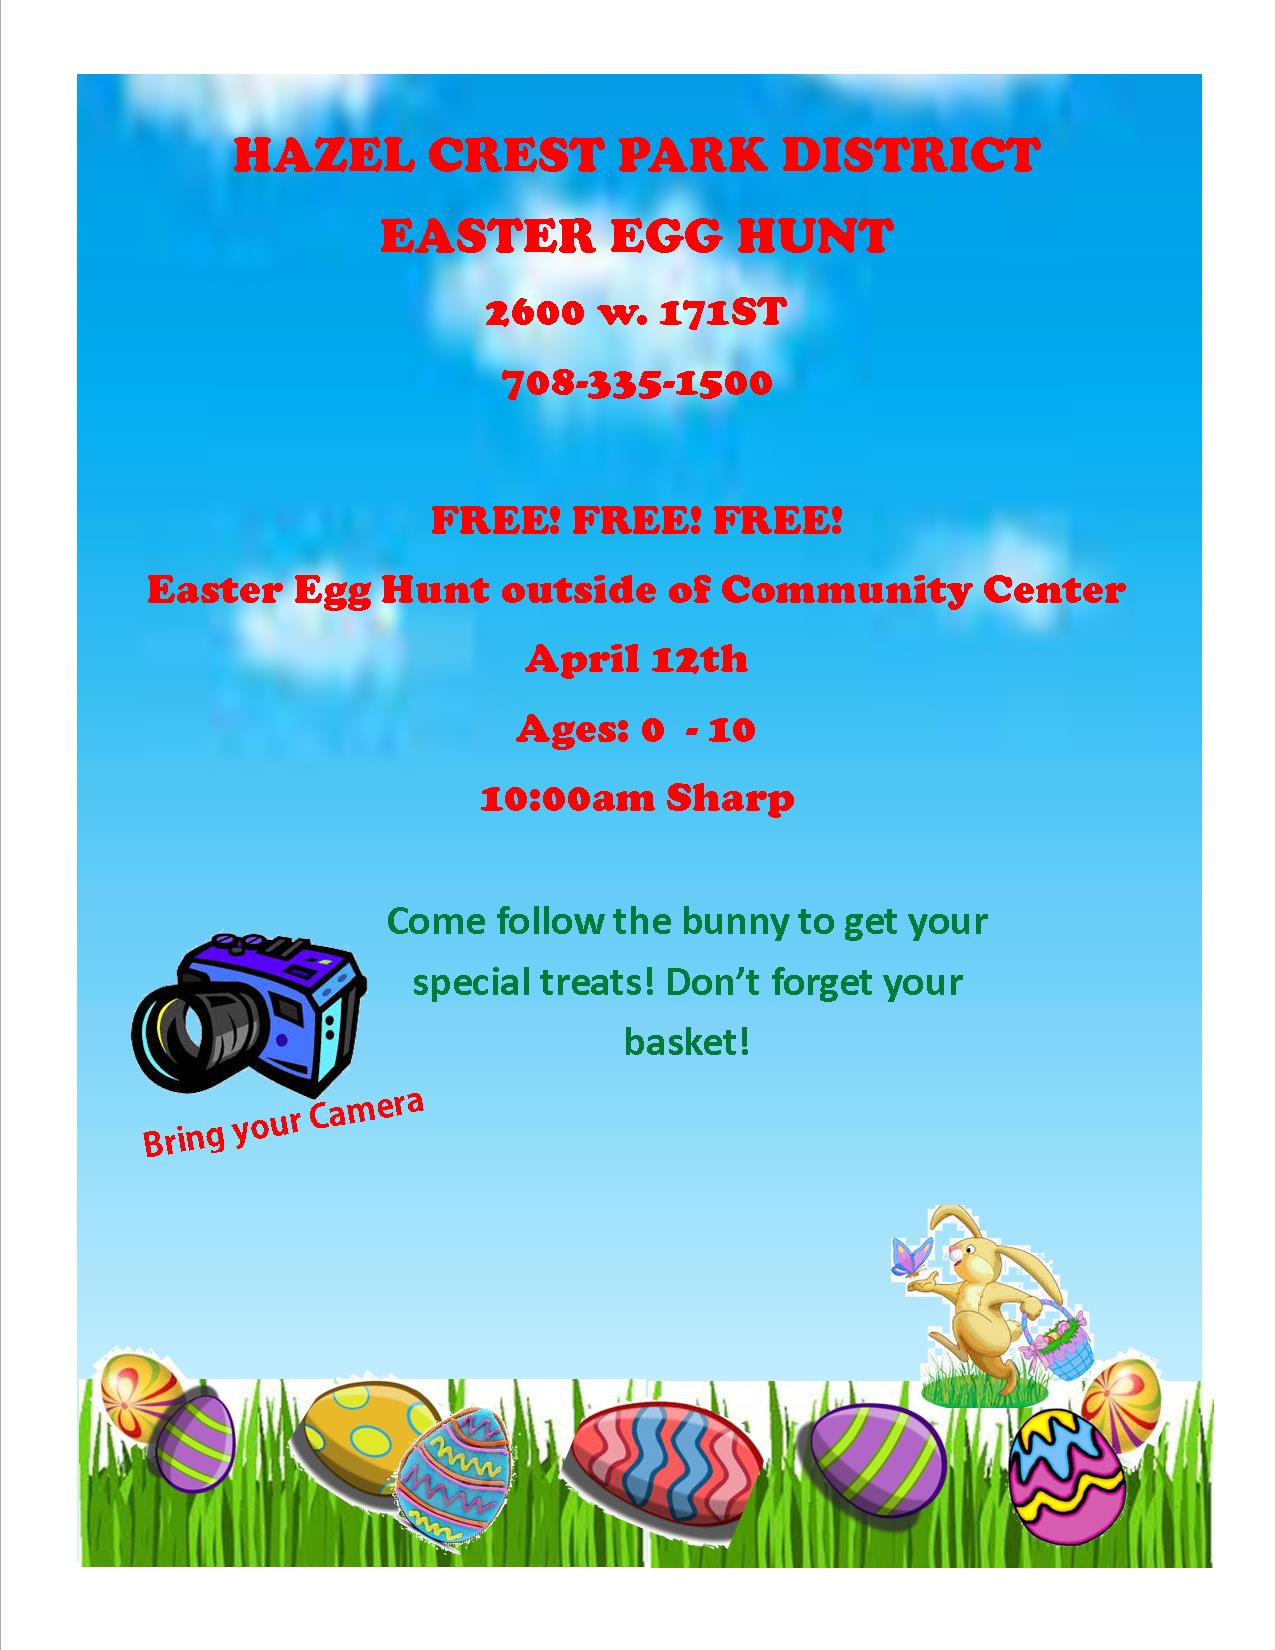 HAZEL CREST PARK DISTRICT
EASTER EGG HUNT
2600 w. 171ST
708-335-1500
FREE! FREE! FREE!
Easter Egg Hunt outside of Community Center
April 12th
Ages: 0  - 10
10:00am Sharp
Come follow the bunny to get your
special treats! Don’t forget your
basket!
Bring your Camera